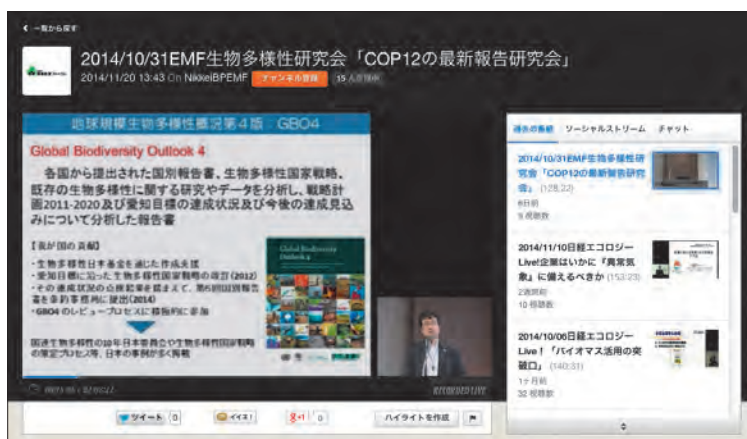 一覧から探す
2014/10/31EMF生物多様性研究会「COP12の最新報告研究会」
2014/11/20 13:43 On NikkeiBPEMF チャンネル登録
地球規模生物多様性概況第4版 GBO4
Global Biodiversity Outlook 4
各国から提出された国別報告書、生物多様性国家戦略、
既存の生物多様性に関する研究やデータを分析し、戦略計
画2011-2020及び愛知目標の達成状況及び今後の達成見込
みについて分析した報告書
【我が国の貢献】
・生物多様性日本基金を通じた作成支援
・愛知目標に沿った生物多様性国家戦略の改訂(2012)
・その達成状況の点検結果を踏まえて、第5回国別報告
書を条約事務局に提出(2014)
・GBO4のレビュープロセスに積極的に参加
国連生物多様性の10年日本委員会や生物多様性国家戦略
の策定プロセス等、日本の事例が多く掲載
Global Biodiversity
Outlook 4
RECORDED LIVE
ツイート 0
イイネ!
g+1 0
ハイライトを作成
過去の番組 ソーシャルストリーム チャット
2014/10/31EMF生物多様性研
究会「COP12の最新報告研究
会」 (128:22)
6日前
9 視聴数
2014/11/10日経エコロジー
Live!企業はいかに『異常気
象』に備えるべきか (153:23)
2週間前
10 視聴数
2014/10/06日経エコロジー
Live！「バイオマス活用の突
破口」 (140:31)
1ヶ月前
32 視聴数